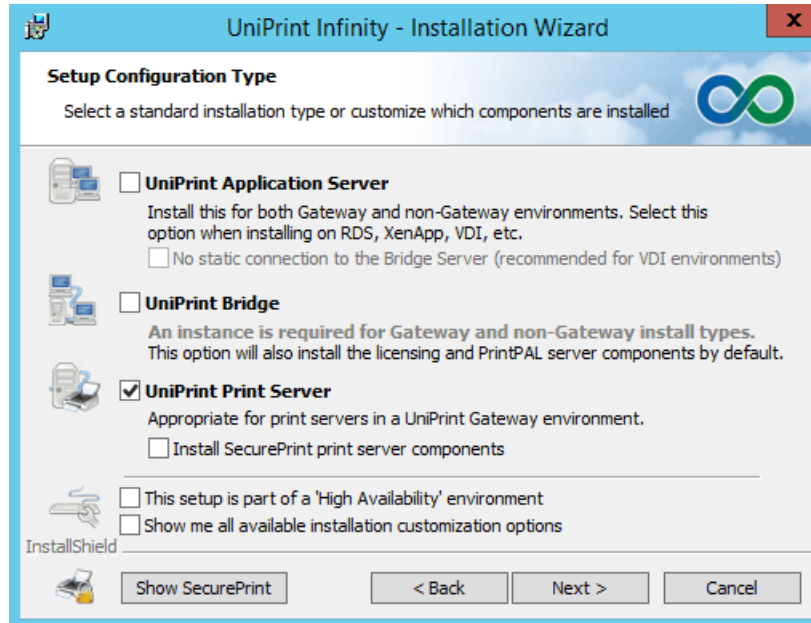 UniPrint Infinity - Installation Wizard
x
Setup Configuration Type
Select a standard installation type or customize which components are installed
UniPrint Application Server
Install this for both Gateway and non-Gateway environments. Select this
option when installing on RDS, XenApp, VDI, etc.
No static connection to the Bridge Server (recommended for VDI environments)
UniPrint Bridge
An instance is required for Gateway and non-Gateway install types.
This option will also install the licensing and PrintPAL server components by default.
UniPrint Print Server
Appropriate for print servers in a UniPrint Gateway environment.
Install SecurePrint print server components
This setup is part of a 'High Availability' environment
Show me all available installation customization options
InstallShield
Show SecurePrint
< Back
Next >
Cancel